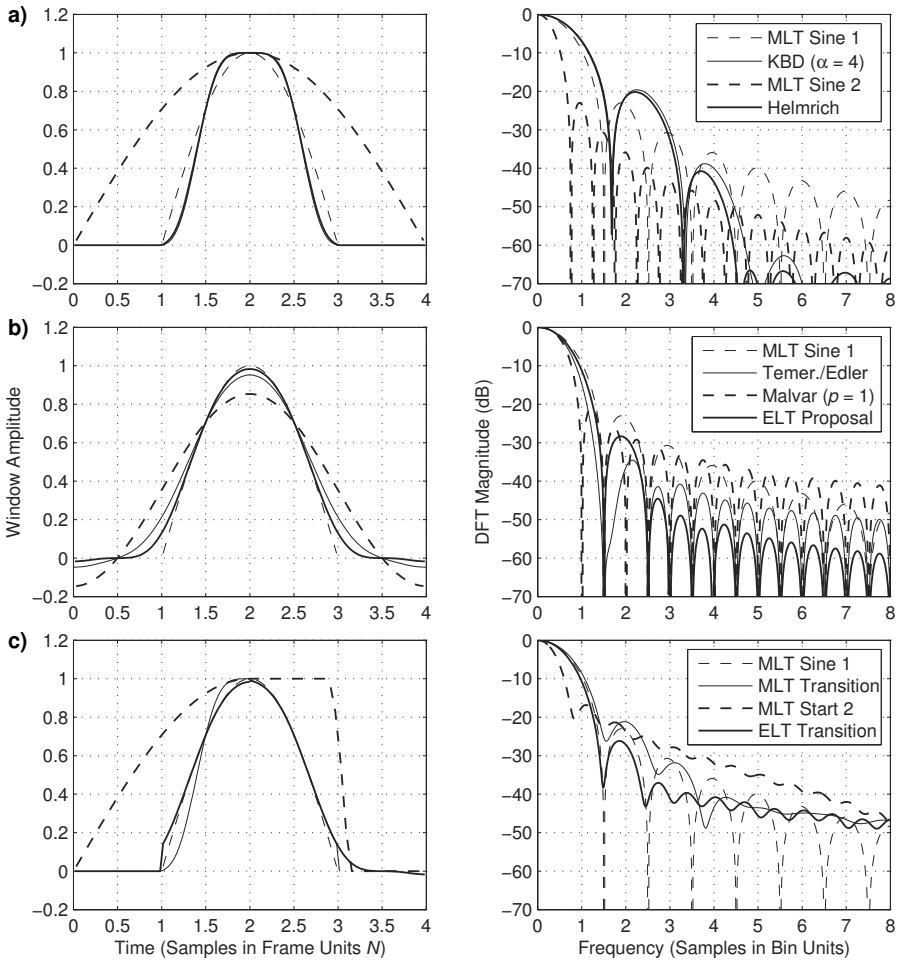 a)
1.2
1
0.8
0.6
0.4
0.2
0
−0.2
0 0.5 1 1.5 2 2.5 3 3.5 4
0
−10
−20
−30
−40
−50
−60
−70
0 1 2 3 4 5 6 7 8
MLT Sine 1
KBD (α = 4)
MLT Sine 2
Helmrich
b)
Window Amplitude
1.2
1
0.8
0.6
0.4
0.2
0
−0.2
0 0.5 1 1.5 2 2.5 3 3.5 4
DFT Magnitude (dB)
0
−10
−20
−30
−40
−50
−60
−70
0 1 2 3 4 5 6 7 8
MLT Sine 1
Temer./Edler
Malvar (p = 1)
ELT Proposal
c)
1.2
1
0.8
0.6
0.4
0.2
0
−0.2
0 0.5 1 1.5 2 2.5 3 3.5 4
Time (Samples in Frame Units N)
0
−10
−20
−30
−40
−50
−60
−70
0 1 2 3 4 5 6 7 8
Frequency (Samples in Bin Units)
MLT Sine 1
MLT Transition
MLT Start 2
ELT Transition